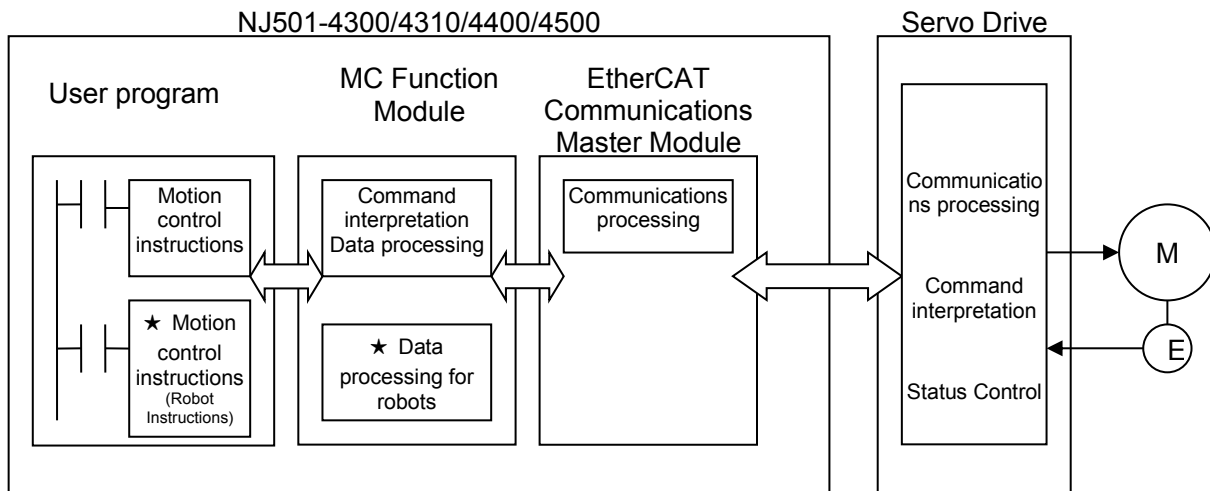 NJ501-4300/4310/4400/4500
Servo Drive
User program
MC Function
Module
EtherCAT
Communications
Master Module
Motion
control
instructions
★ Motion
control
instructions
(Robot
Instructions)
Command
interpretation
Data processing
★ Data
processing for
robots
Communications
processing
Communicatio
ns processing
Command
interpretation
Status Control
M
E